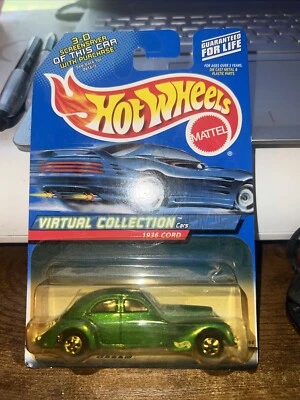 3-D
SCREENSAVER
OF THIS CAR
WITH PURCHASE
GUARANTEED
FOR LIFE
FOR AGES OVER 3 YEARS.
DIE CAST METAL &
PLASTIC PARTS.
HOT WHEELS
MATTEL
VIRTUAL COLLECTION Cars
1936 CORD